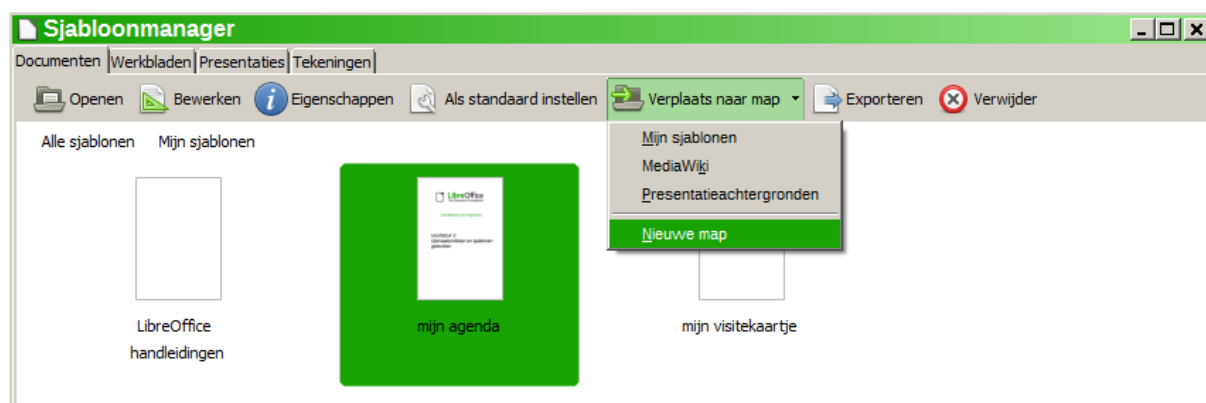 Sjabloonmanager
Documenten Werkbladen Presentaties Tekeningen
Openen Bewerken Eigenschappen Als standaard instellen Verplaats naar map Exporteren Verwijder
Alle sjablonen Mijn sjablonen
Mijn sjablonen
MediaWiki
Presentatieachtergronden
Nieuwe map
LibreOffice
LibreOffice
handleidingen
mijn agenda
mijn visitekaartje